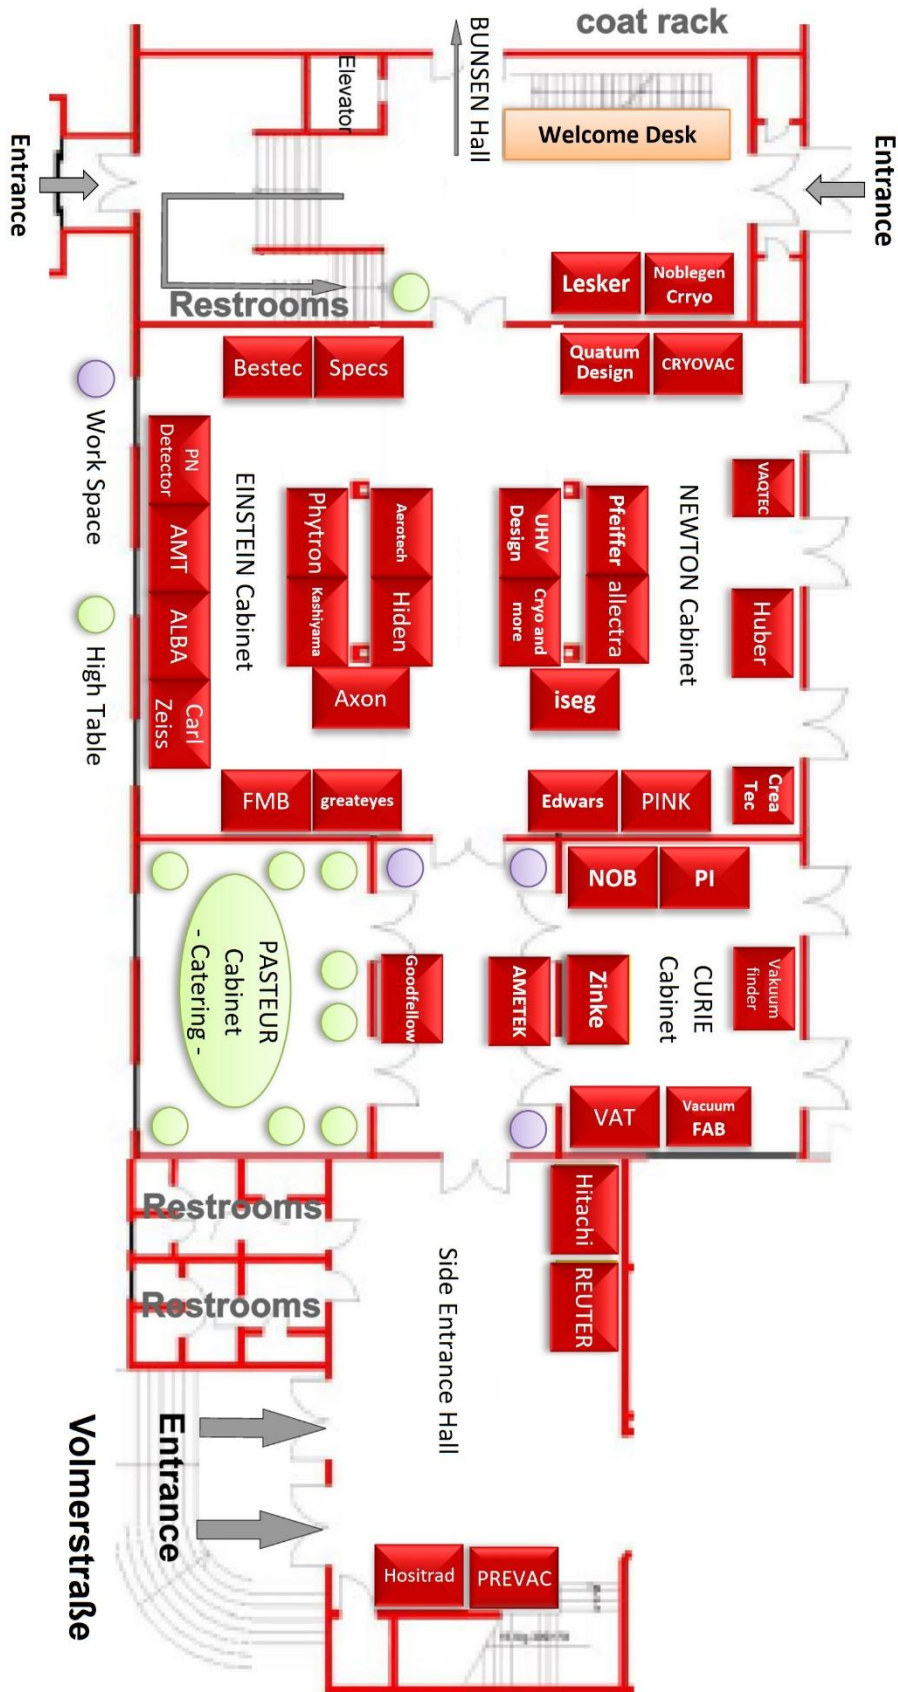 coat rack
BUNSEN Hall
Elevator
Welcome Desk
Entrance
Entrance
Restrooms
Lesker
Noblegen
Crryo
Bestec
Specs
Quatum
Design
CRYOVAC
Work Space
High Table
PN
Detector
AMT
ALBA
Carl
Zeiss
EINSTEIN Cabinet
Phytron
Kashiyama
Aerotech
Hiden
Axon
UHV
Design
Cryo and
more
Pfeiffer
allectra
iseg
NEWTON Cabinet
VAQTEC
Huber
Crea
Tec
FMB
greateyes
Edwars
PINK
NOB
PI
PASTEUR
Cabinet
- Catering -
Goodfellow
AMETEK
Zinke
CURIE
Cabinet
Vakuum
finder
VAT
Vacuum
FAB
Restrooms
Restrooms
Side Entrance Hall
Hitachi
REUTER
Entrance
Volmerstraße
Hositrad
PREVAC